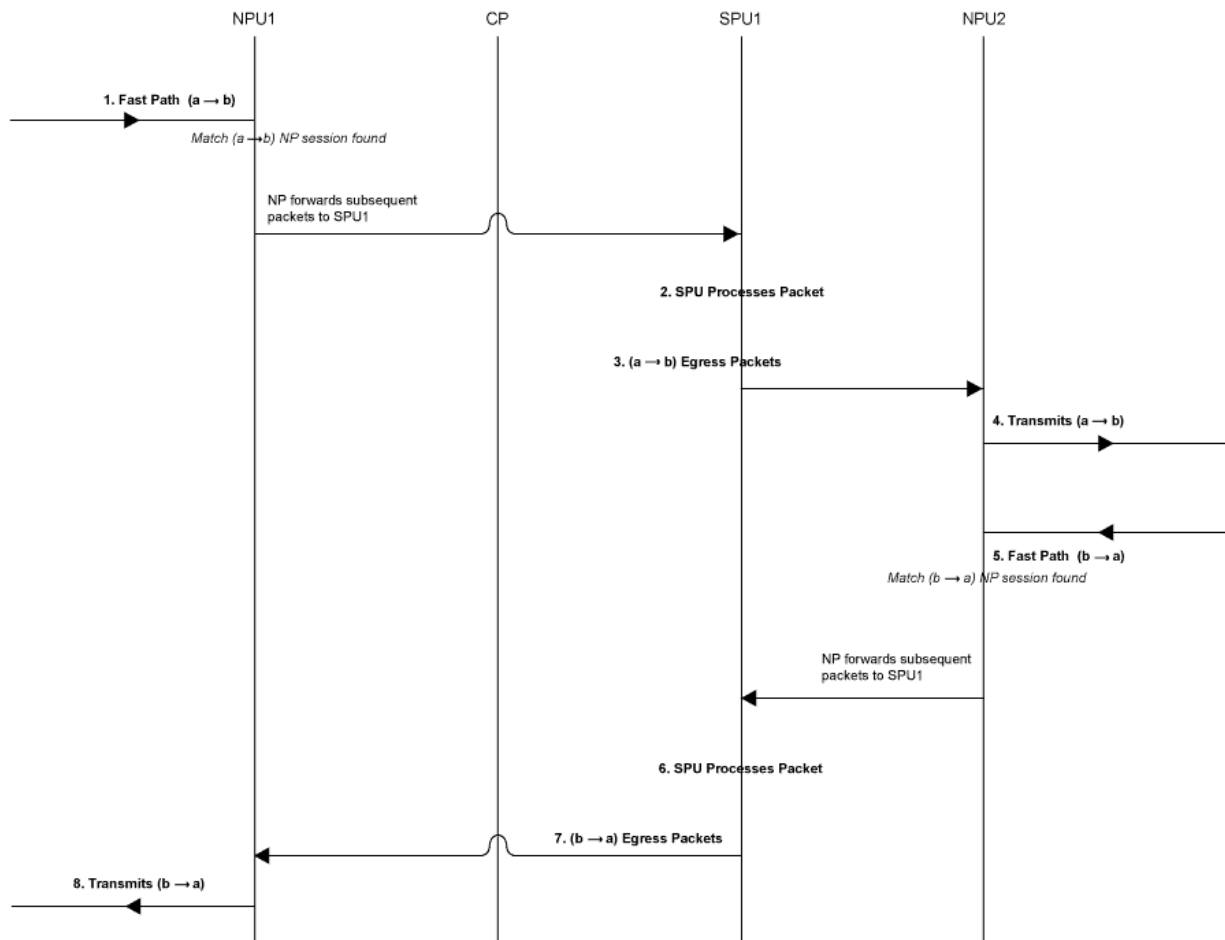 NPU1 CP SPU1 NPU2
1. Fast Path (a → b)
Match (a → b) NP session found
NP forwards subsequent
packets to SPU1
2. SPU Processes Packet
3. (a → b) Egress Packets
4. Transmits (a → b)
5. Fast Path (b → a)
Match (b → a) NP session found
NP forwards subsequent
packets to SPU1
6. SPU Processes Packet
7. (b → a) Egress Packets
8. Transmits (b → a)